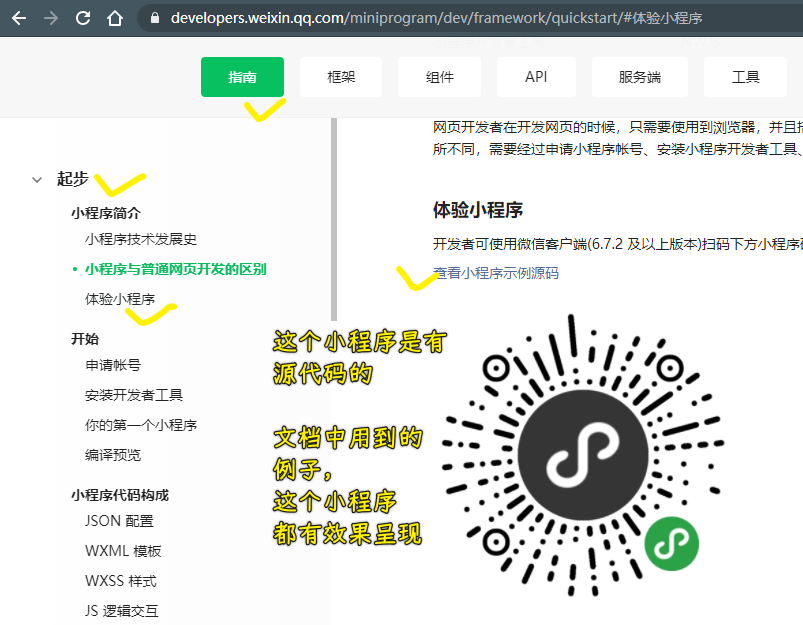 developers.weixin.qq.com/miniprogram/dev/framework/quickstart/#体验小程序
指南
框架
组件
API
服务端
工具
起步
小程序简介
小程序技术发展史
小程序与普通网页开发的区别
体验小程序
开始
申请帐号
安装开发者工具
你的第一个小程序
编译预览
小程序代码构成
JSON 配置
WXML 模板
WXSS 样式
JS 逻辑交互
网页开发者在开发网页的时候，只需要使用到浏览器，并且
所不同，需要经过申请小程序帐号、安装小程序开发者工具、
体验小程序
开发者可使用微信客户端(6.7.2 及以上版本)扫码下方小程序
查看小程序示例源码
这个小程序是有
源代码的
文档中用到的
例子，
这个小程序
都有效果呈现